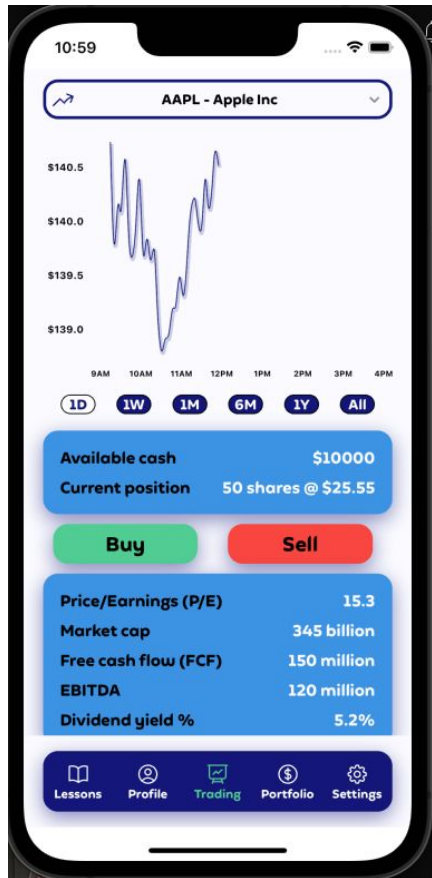 10:59
AAPL - Apple Inc
$140.5
$140.0
$139.5
$139.0
9AM 10AM 11AM 12PM 1PM 2PM 3PM 4PM
1D 1W 1M 6M 1Y All
Available cash $10000
Current position 50 shares @ $25.55
Buy Sell
Price/Earnings (P/E) 15.3
Market cap 345 billion
Free cash flow (FCF) 150 million
EBITDA 120 million
Dividend yield % 5.2%
Lessons Profile Trading Portfolio Settings